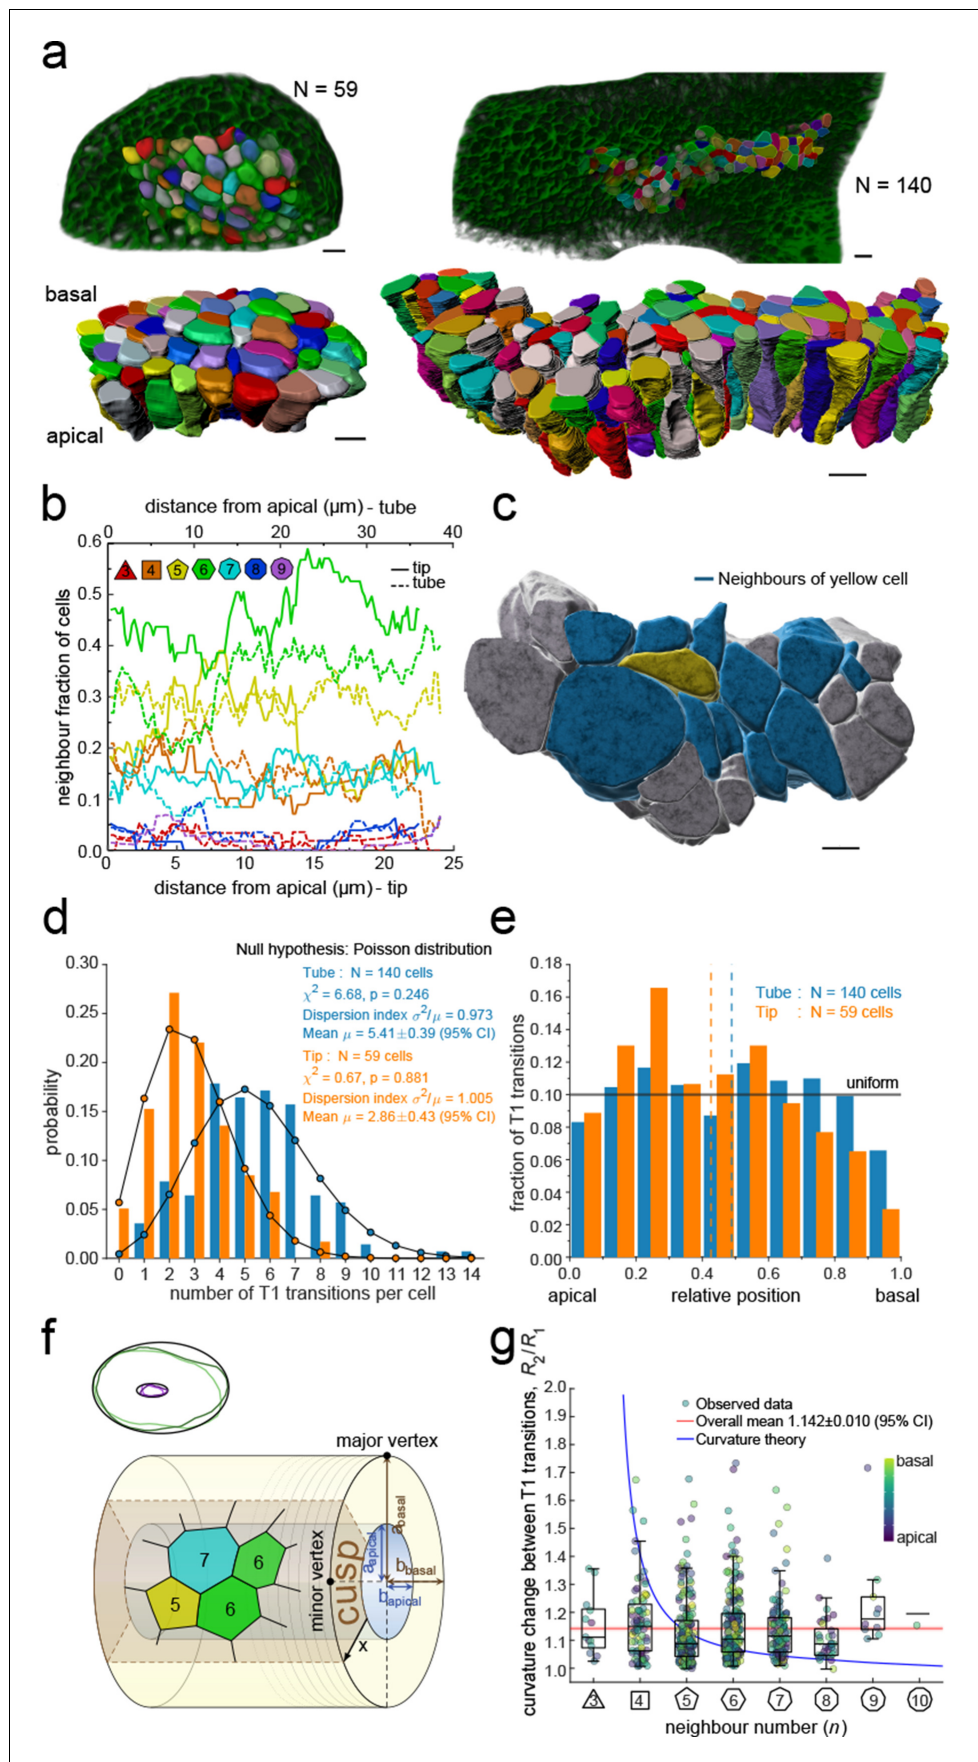 a
N = 59
N = 140
basal
apical
b
distance from apical (µm) - tube
0 10 20 30 40
0.6
0.5
0.4
0.3
0.2
0.1
0.0
neighbour fraction of cells
3 4 5 6 7 8 9
tip
tube
0 5 10 15 20 25
distance from apical (µm) - tip
c
Neighbours of yellow cell
d
Null hypothesis: Poisson distribution
Tube : N = 140 cells
χ² = 6.68, p = 0.246
Dispersion index σ²/μ = 0.973
Mean μ = 5.41±0.39 (95% CI)
Tip : N = 59 cells
χ² = 0.67, p = 0.881
Dispersion index σ²/μ = 1.005
Mean μ = 2.86±0.43 (95% CI)
0.30
0.25
0.20
0.15
0.10
0.05
0.00
probability
0 1 2 3 4 5 6 7 8 9 10 11 12 13 14
number of T1 transitions per cell
e
0.18
0.16
0.14
0.12
0.10
0.08
0.06
0.04
0.02
0.00
fraction of T1 transitions
Tube : N = 140 cells
Tip : N = 59 cells
uniform
0.0 0.2 0.4 0.6 0.8 1.0
apical relative position basal
f
major vertex
minor vertex
cusp
a basal
a apical
b basal
b apical
x
7
6
5
6
g
curvature change between T1 transitions, R₂/R₁
2.0
1.9
1.8
1.7
1.6
1.5
1.4
1.3
1.2
1.1
1.0
Observed data
Overall mean 1.142±0.010 (95% CI)
Curvature theory
basal
apical
3 4 5 6 7 8 9 10
neighbour number (n)